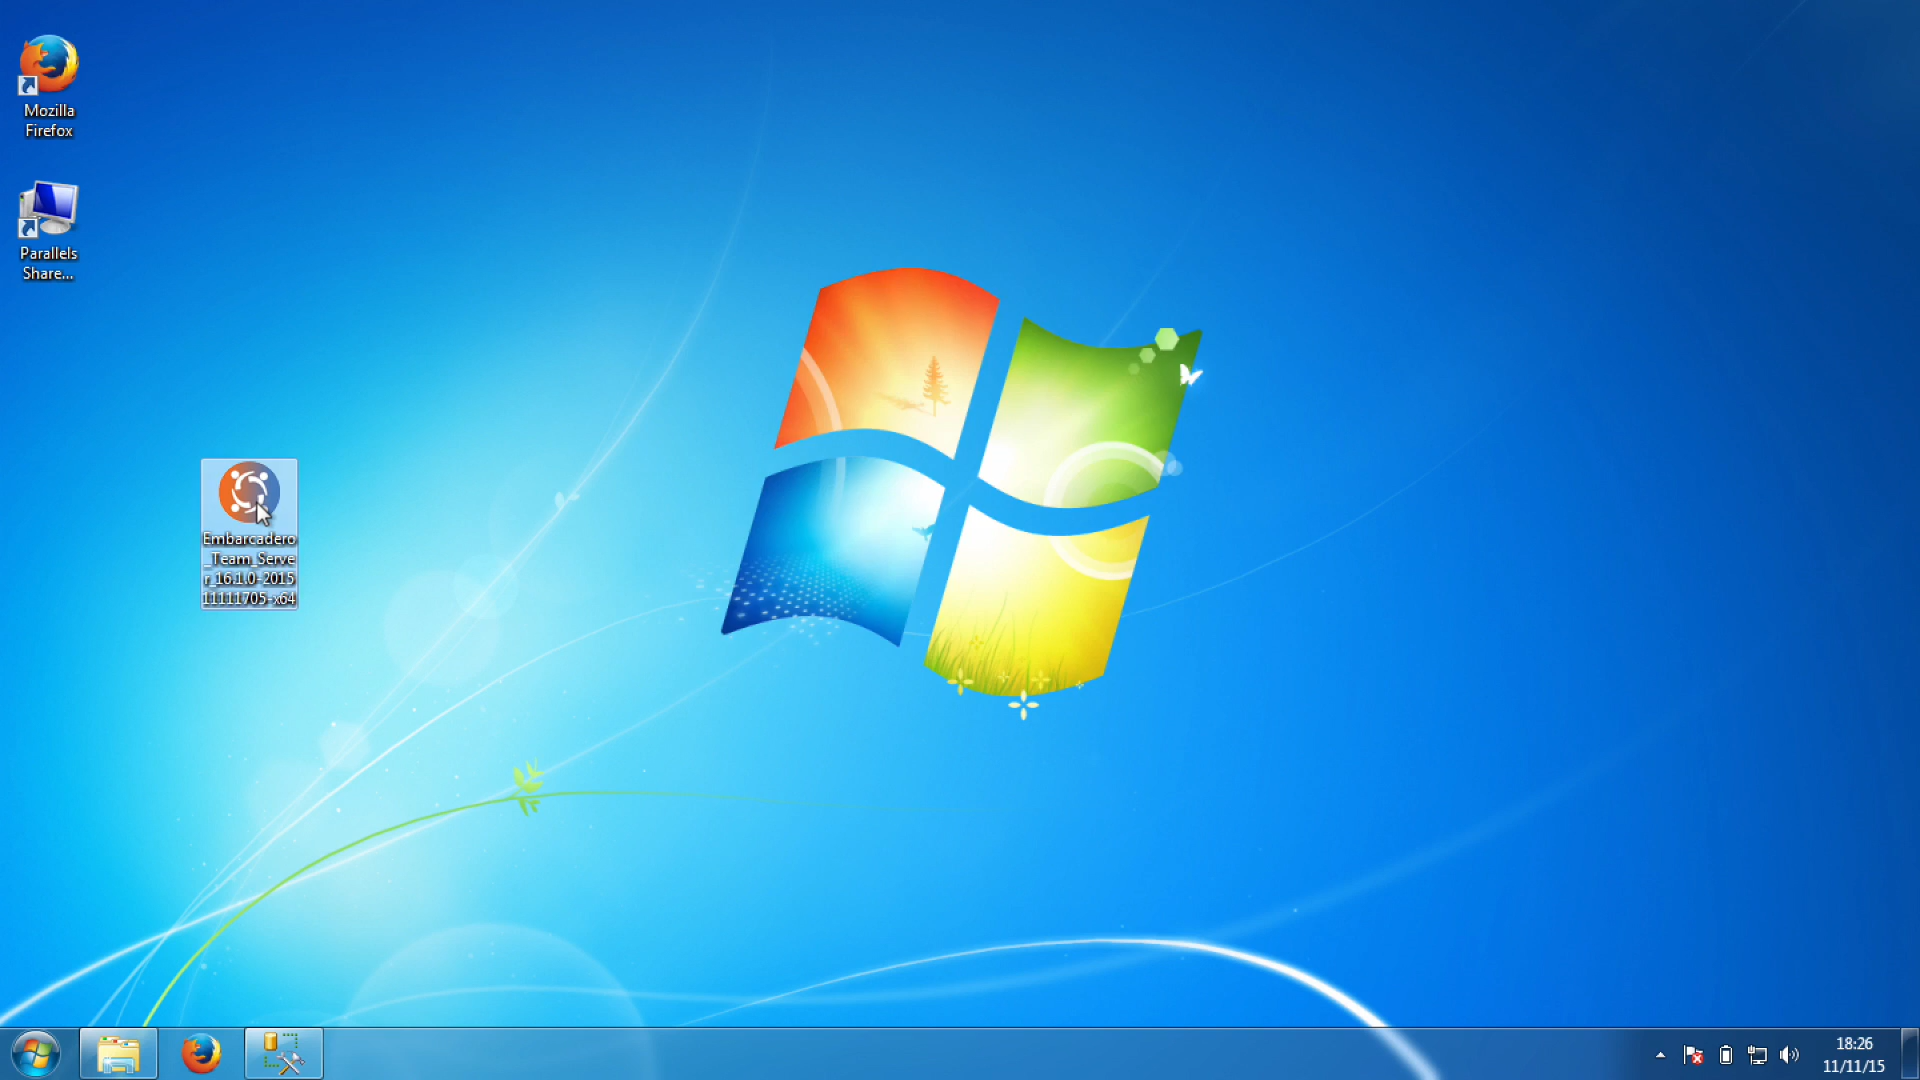 Mozilla
Firefox
Parallels
Share...
Embarcadero
_Team_Serve
r_16.1.0-2015
11111705-x64
18:26
11/11/15